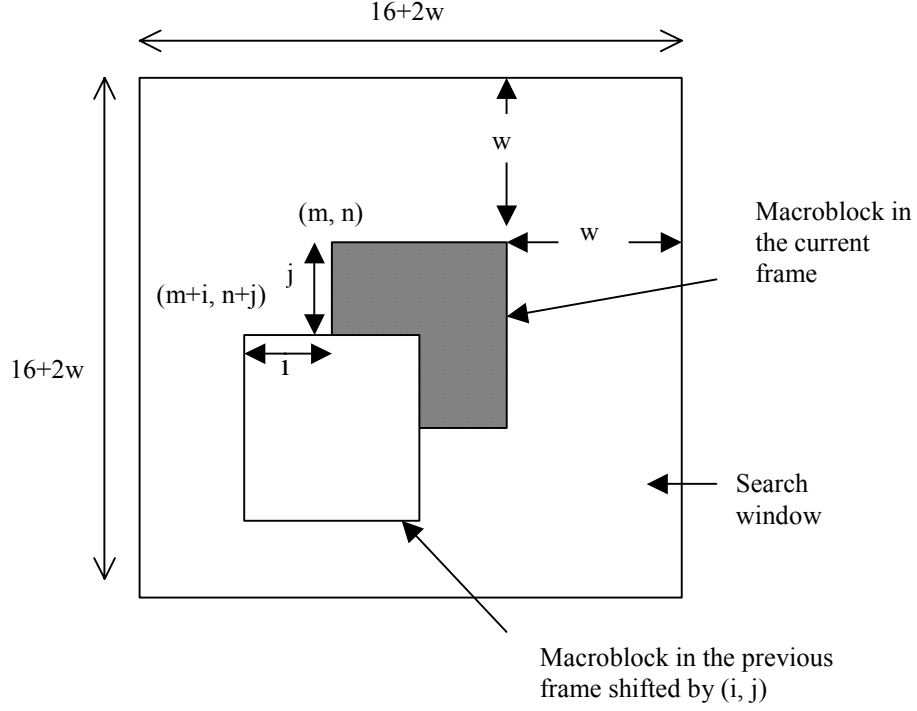 16+2w
w
(m, n)
Macroblock in
the current
frame
w
j
(m+i, n+j)
i
16+2w
Search
window
Macroblock in the previous
frame shifted by (i, j)